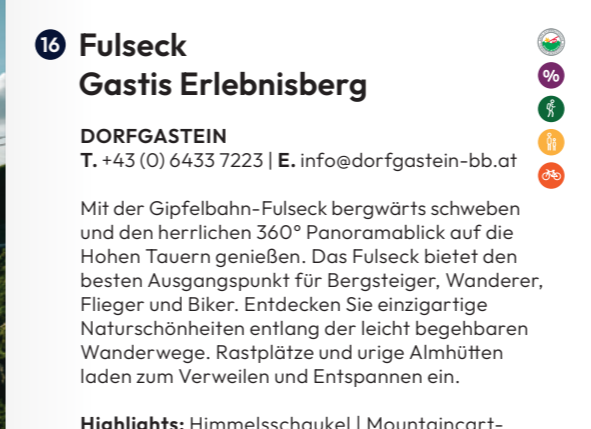 16 Fulseck
Gastis Erlebnisberg
%
DORFGASTEIN
T. +43 (0) 6433 7223 | E. info@dorfgastein-bb.at
Mit der Gipfelbahn-Fulseck bergwärts schweben
und den herrlichen 360° Panoramablick auf die
Hohen Tauern genießen. Das Fulseck bietet den
besten Ausgangspunkt für Bergsteiger, Wanderer,
Flieger und Biker. Entdecken Sie einzigartige
Naturschönheiten entlang der leicht begehbaren
Wanderwege. Rastplätze und urige Almhütten
laden zum Verweilen und Entspannen ein.
Highlights: Himmelsschaukel | Mountaincart-